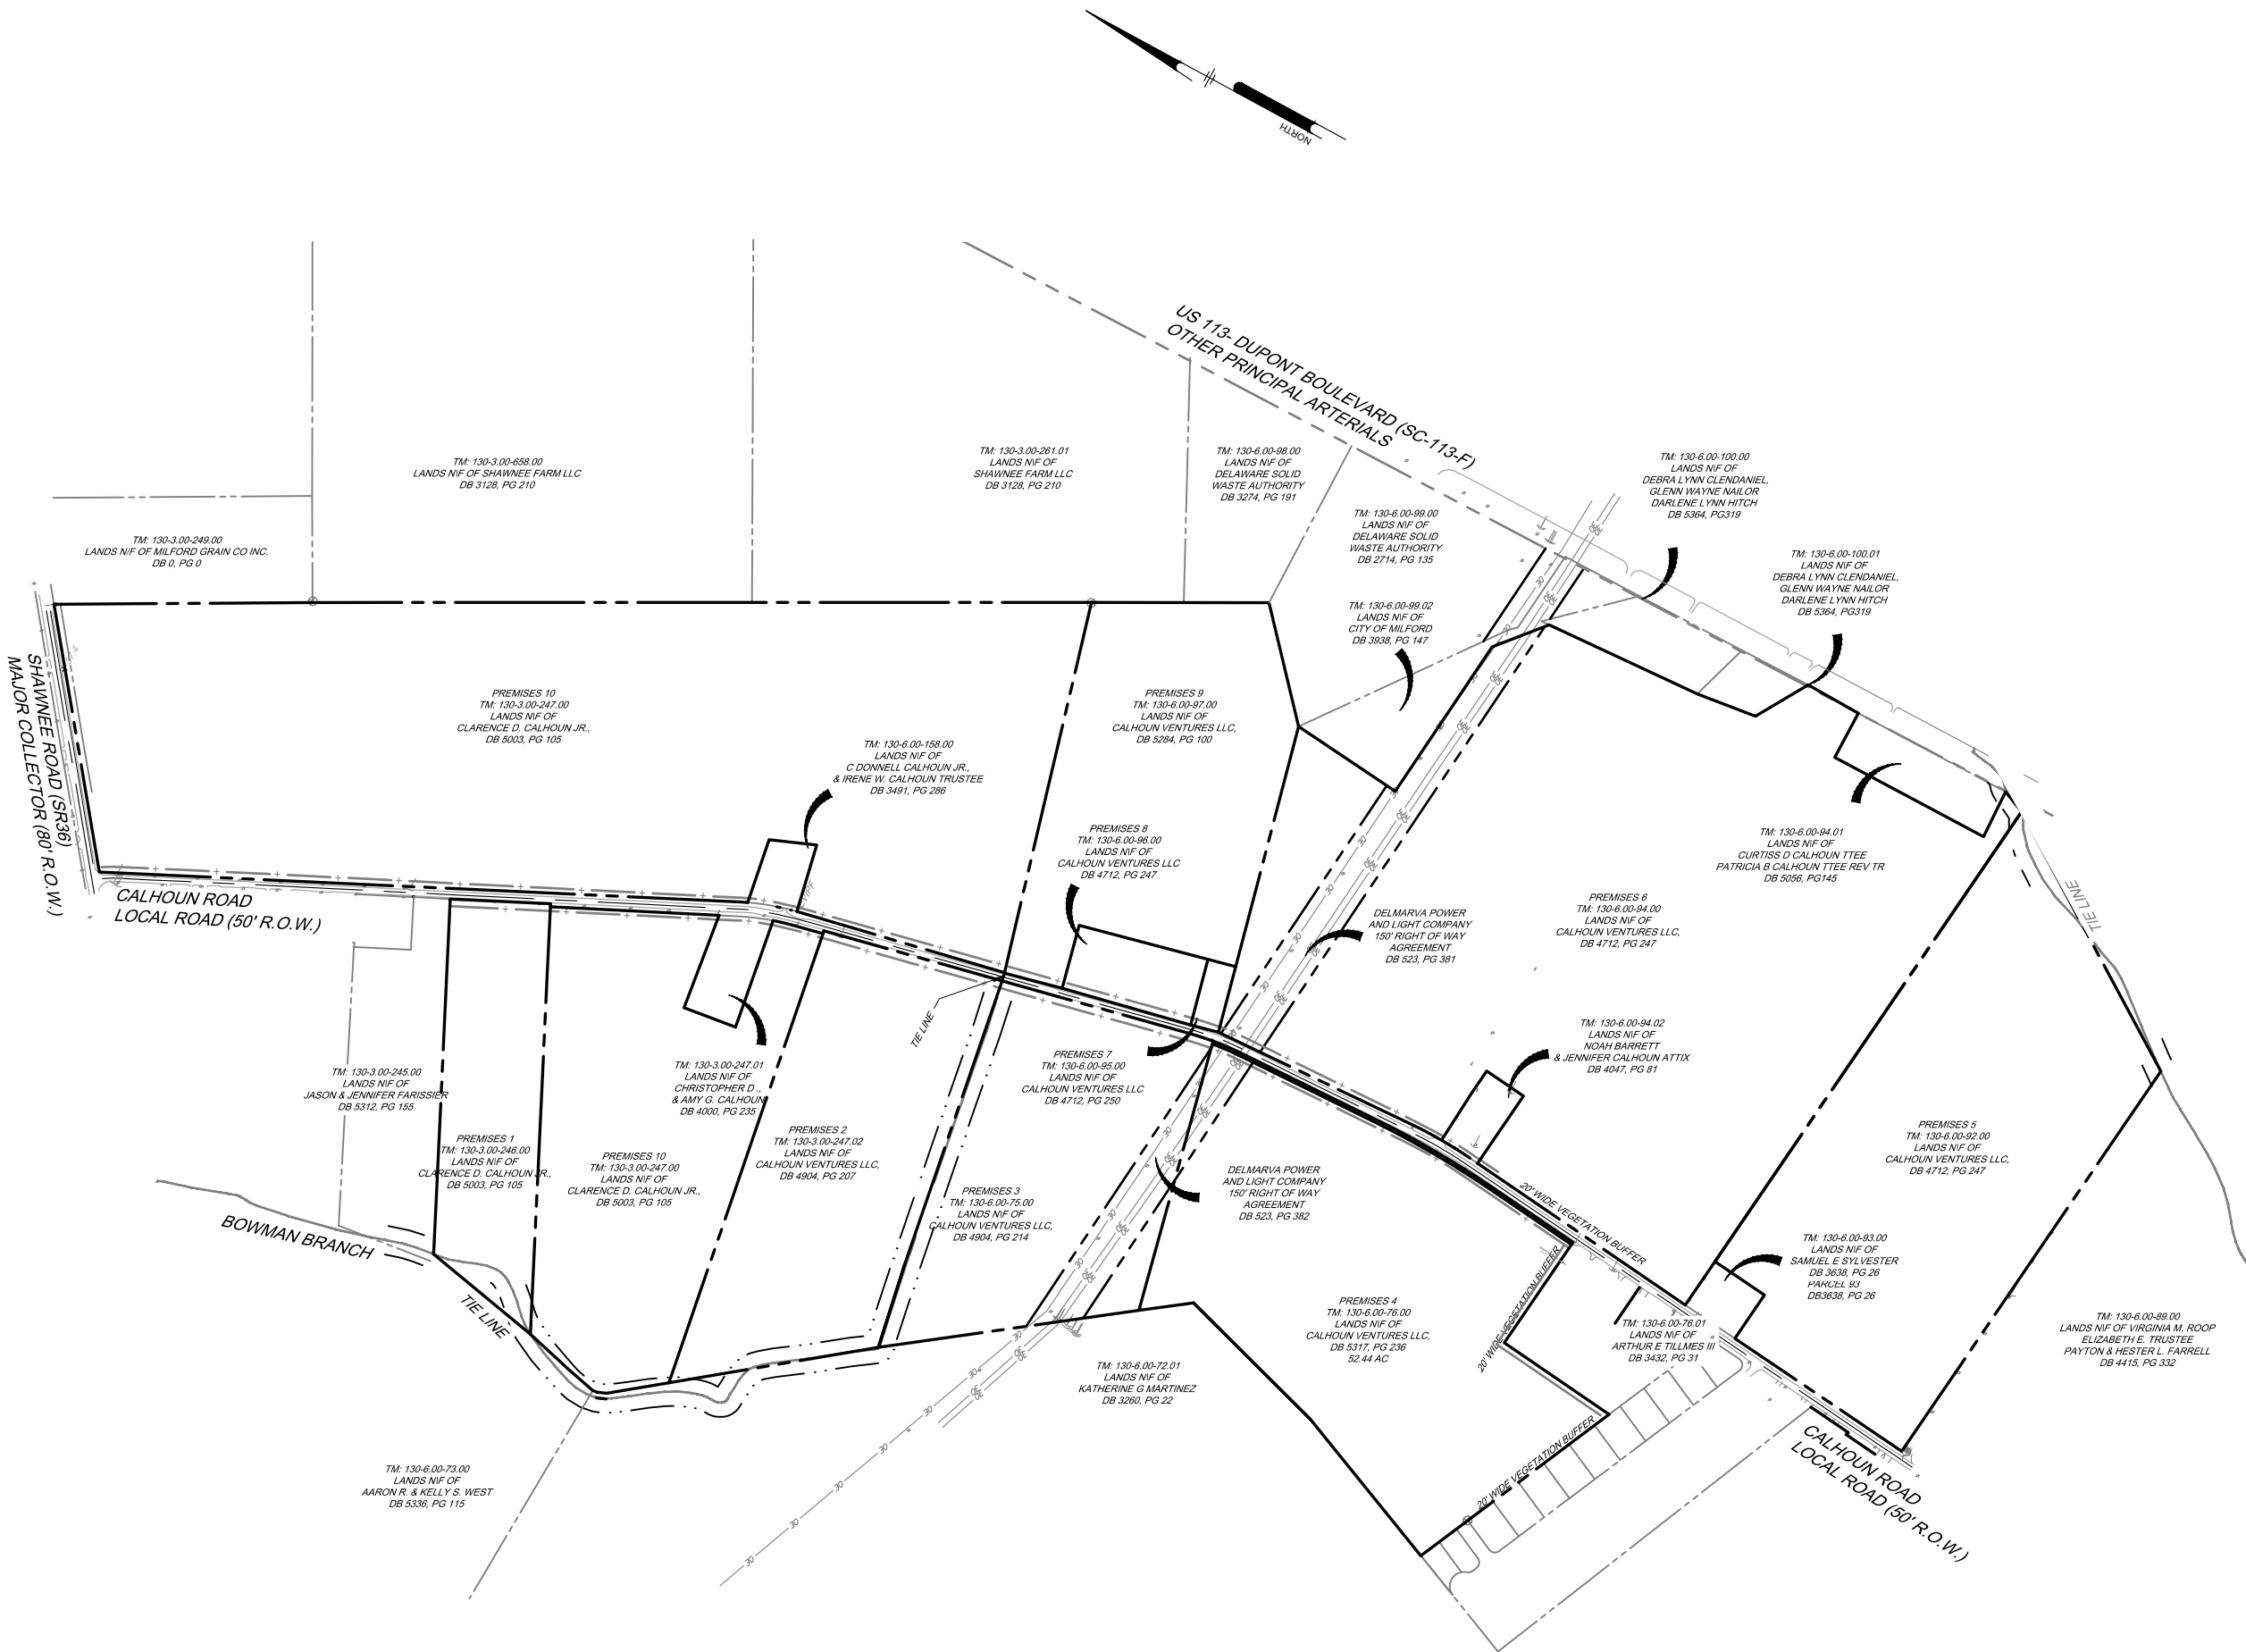 NORTH
US 113- DUPONT BOULEVARD (SC-113-F)
OTHER PRINCIPAL ARTERIALS
TM: 130-3.00-658.00
LANDS N\F OF SHAWNEE FARM LLC
DB 3128, PG 210
TM: 130-3.00-261.01
LANDS N\F OF
SHAWNEE FARM LLC
DB 3128, PG 210
TM: 130-6.00-98.00
LANDS N\F OF
DELAWARE SOLID
WASTE AUTHORITY
DB 3274, PG 191
TM: 130-6.00-100.00
LANDS N\F OF
DEBRA LYNN CLENDANIEL,
GLENN WAYNE NAILOR
DARLENE LYNN HITCH
DB 5364, PG319
TM: 130-3.00-249.00
LANDS N/F OF MILFORD GRAIN CO INC.
DB 0, PG 0
TM: 130-6.00-99.00
LANDS N\F OF
DELAWARE SOLID
WASTE AUTHORITY
DB 2714, PG 135
TM: 130-6.00-100.01
LANDS N\F OF
DEBRA LYNN CLENDANIEL,
GLENN WAYNE NAILOR
DARLENE LYNN HITCH
DB 5364, PG319
TM: 130-6.00-99.02
LANDS N\F OF
CITY OF MILFORD
DB 3938, PG 147
SHAWNEE ROAD (SR36)
MAJOR COLLECTOR (80' R.O.W.)
PREMISES 10
TM: 130-3.00-247.00
LANDS N\F OF
CLARENCE D. CALHOUN JR.,
DB 5003, PG 105
PREMISES 9
TM: 130-6.00-97.00
LANDS N\F OF
CALHOUN VENTURES LLC,
DB 5284, PG 100
TM: 130-6.00-158.00
LANDS N\F OF
C DONNELL CALHOUN JR.,
& IRENE W. CALHOUN TRUSTEE
DB 3491, PG 286
PREMISES 8
TM: 130-6.00-96.00
LANDS N\F OF
CALHOUN VENTURES LLC
DB 4712, PG 247
TM: 130-6.00-94.01
LANDS N\F OF
CURTISS D CALHOUN TTEE
PATRICIA B CALHOUN TTEE REV TR
DB 5056, PG145
TIE LINE
CALHOUN ROAD
LOCAL ROAD (50' R.O.W.)
DELMARVA POWER
AND LIGHT COMPANY
150' RIGHT OF WAY
AGREEMENT
DB 523, PG 381
PREMISES 6
TM: 130-6.00-94.00
LANDS N\F OF
CALHOUN VENTURES LLC,
DB 4712, PG 247
TIE LINE
TM: 130-3.00-245.00
LANDS N\F OF
JASON & JENNIFER FARISSIER
DB 5312, PG 155
TM: 130-3.00-247.01
LANDS N\F OF
CHRISTOPHER D .,
& AMY G. CALHOUN
DB 4000, PG 235
PREMISES 7
TM: 130-6.00-95.00
LANDS N\F OF
CALHOUN VENTURES LLC
DB 4712, PG 250
TM: 130-6.00-94.02
LANDS N\F OF
NOAH BARRETT
& JENNIFER CALHOUN ATTIX
DB 4047, PG 81
PREMISES 1
TM: 130-3.00-246.00
LANDS N\F OF
CLARENCE D. CALHOUN JR.,
DB 5003, PG 105
PREMISES 10
TM: 130-3.00-247.00
LANDS N\F OF
CLARENCE D. CALHOUN JR.,
DB 5003, PG 105
PREMISES 2
TM: 130-3.00-247.02
LANDS N\F OF
CALHOUN VENTURES LLC,
DB 4904, PG 207
PREMISES 3
TM: 130-6.00-75.00
LANDS N\F OF
CALHOUN VENTURES LLC,
DB 4904, PG 214
DELMARVA POWER
AND LIGHT COMPANY
150' RIGHT OF WAY
AGREEMENT
DB 523, PG 382
PREMISES 5
TM: 130-6.00-92.00
LANDS N\F OF
CALHOUN VENTURES LLC,
DB 4712, PG 247
BOWMAN BRANCH
TIE LINE
20' WIDE VEGETATION BUFFER
20' WIDE VEGETATION BUFFER
TM: 130-6.00-93.00
LANDS N\F OF
SAMUEL E SYLVESTER
DB 3638, PG 26
PARCEL 93
DB3638, PG 26
PREMISES 4
TM: 130-6.00-76.00
LANDS N\F OF
CALHOUN VENTURES LLC,
DB 5317, PG 236
52.44 AC
TM: 130-6.00-76.01
LANDS N\F OF
ARTHUR E TILLMES III
DB 3432, PG 31
TM: 130-6.00-89.00
LANDS N\F OF VIRGINIA M. ROOP
ELIZABETH E. TRUSTEE
PAYTON & HESTER L. FARRELL
DB 4415, PG 332
TM: 130-6.00-72.01
LANDS N\F OF
KATHERINE G MARTINEZ
DB 3260, PG 22
20' WIDE VEGETATION BUFFER
CALHOUN ROAD
LOCAL ROAD (50' R.O.W.)
TM: 130-6.00-73.00
LANDS N\F OF
AARON R. & KELLY S. WEST
DB 5336, PG 115
30
30
30
30
30